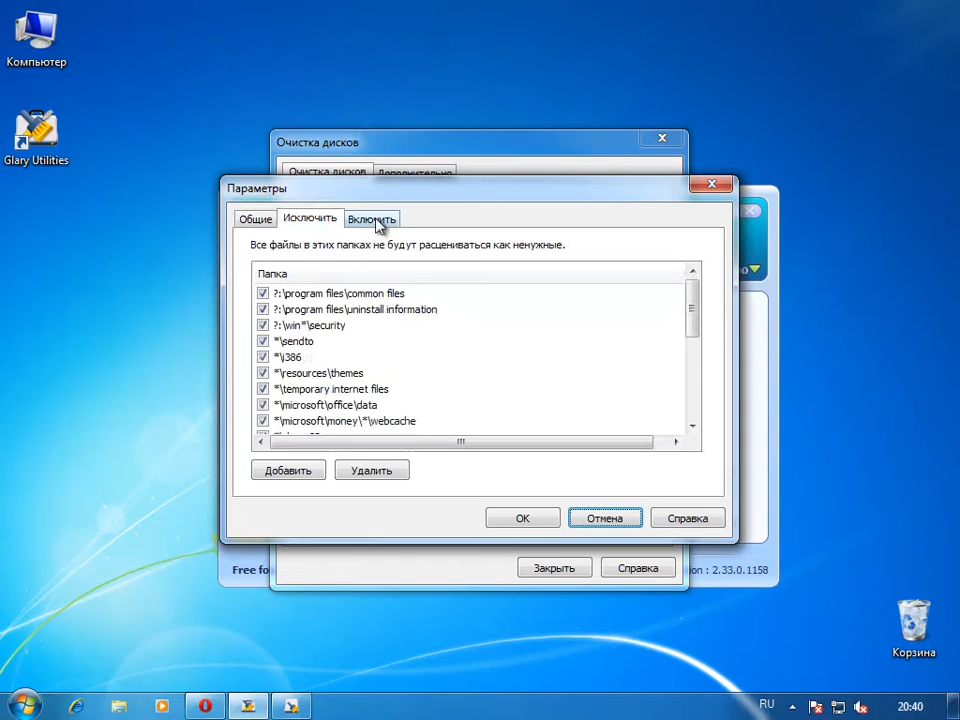 Компьютер
Glary Utilities
Очистка дисков
Очистка дисков
Дополнительно
Параметры
Общие
Исключить
Включить
Все файлы в этих папках не будут расцениваться как ненужные.
Папка
?:\program files\common files
?:\program files\uninstall information
?:\win*\security
*\sendto
*\i386
*\resources\themes
*\temporary internet files
*\microsoft\office\data
*\microsoft\money\*\webcache
Добавить
Удалить
OK
Отмена
Справка
Закрыть
Справка
Free fo
ion : 2.33.0.1158
Корзина
RU
20:40